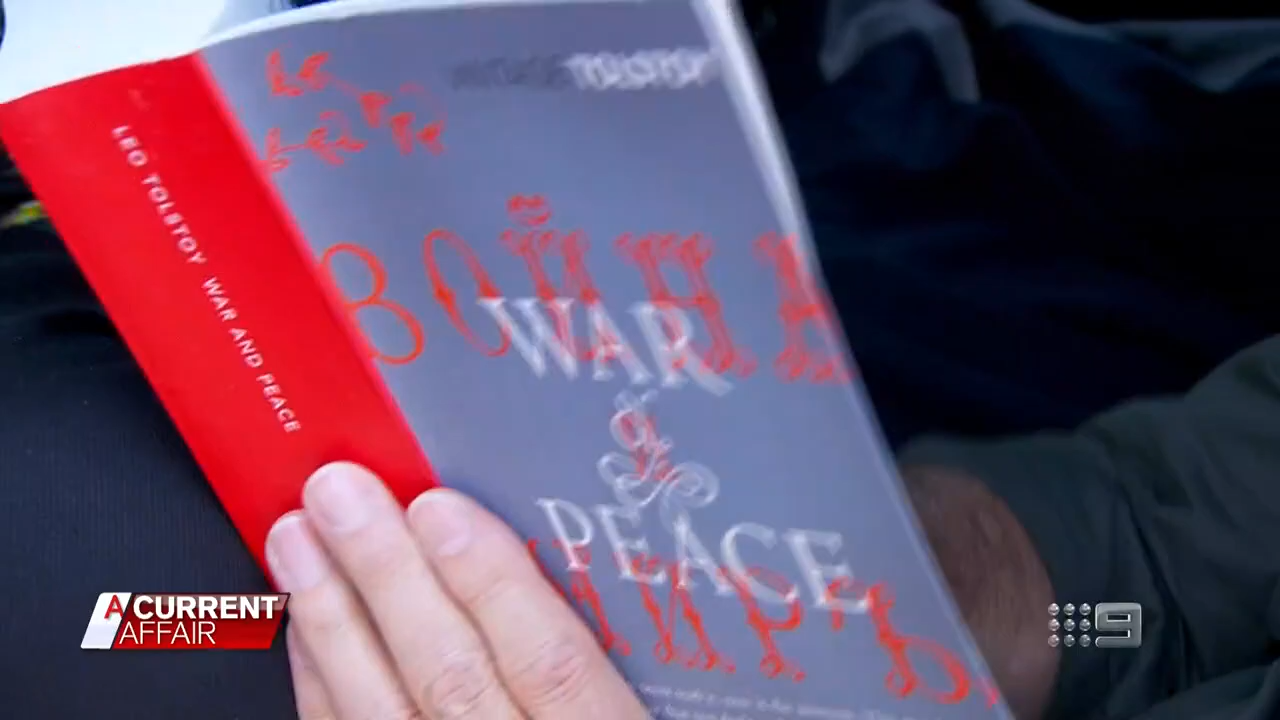 LEO TOLSTOY WAR AND PEACE
TOLSTOY
ВОЙНА
WAR
&
PEACE
МИРЪ
A CURRENT
AFFAIR
9